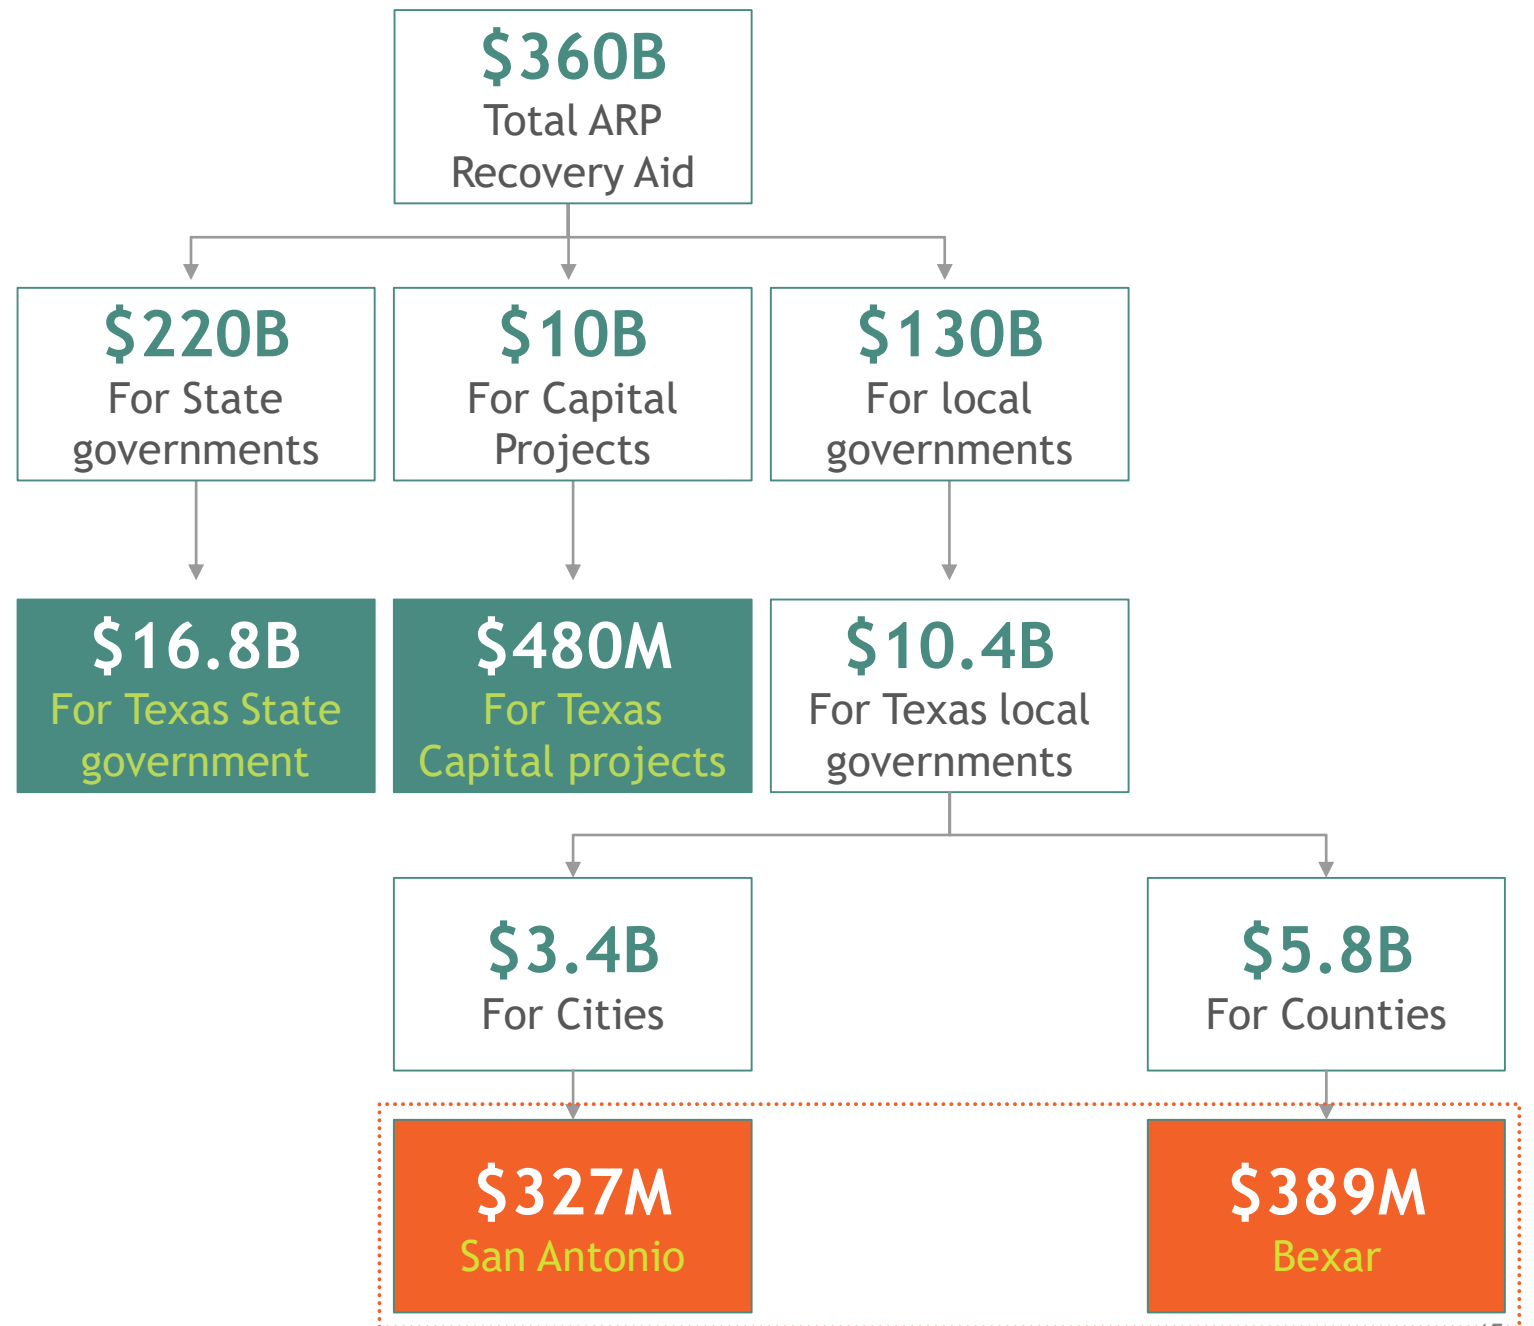 $360B
Total ARP
Recovery Aid
$220B
For State
governments
$10B
For Capital
Projects
$130B
For local
governments
$16.8B
For Texas State
government
$480M
For Texas
Capital projects
$10.4B
For Texas local
governments
$3.4B
For Cities
$5.8B
For Counties
$327M
San Antonio
$389M
Bexar